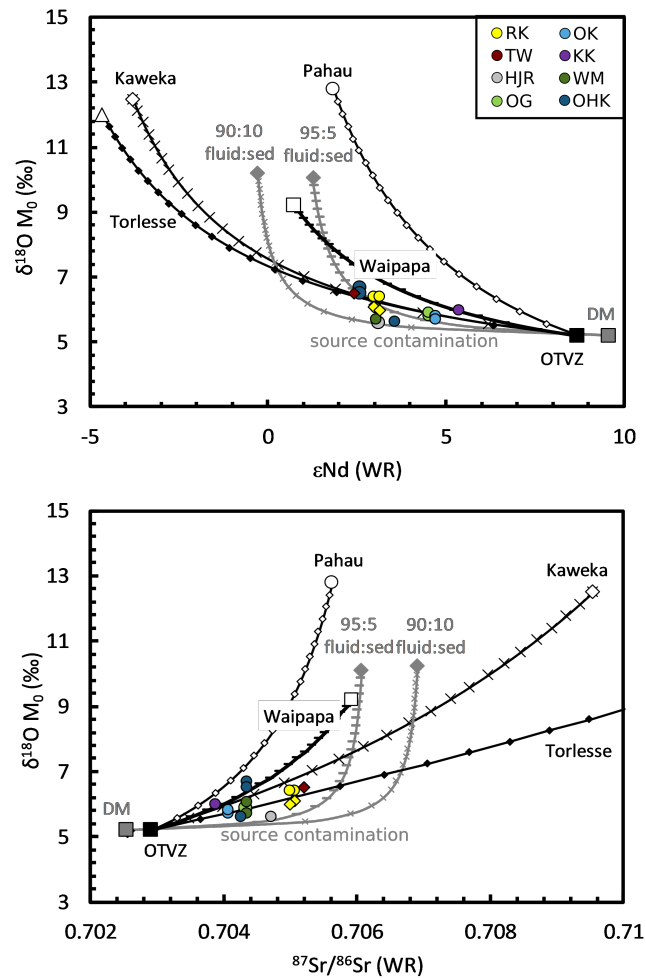 15
13
11
9
7
5
3
δ¹⁸O M₀ (‰)
Kaweka
Pahau
RK
OK
TW
KK
HJR
WM
OG
OHK
90:10
fluid:sed
95:5
fluid:sed
Torlesse
Waipapa
DM
source contamination
OTVZ
-5
0
5
10
εNd (WR)
15
13
11
9
7
5
3
δ¹⁸O M₀ (‰)
Pahau
Kaweka
95:5
fluid:sed
90:10
fluid:sed
Waipapa
Torlesse
DM
source contamination
OTVZ
0.702
0.704
0.706
0.708
0.71
⁸⁷Sr/⁸⁶Sr (WR)